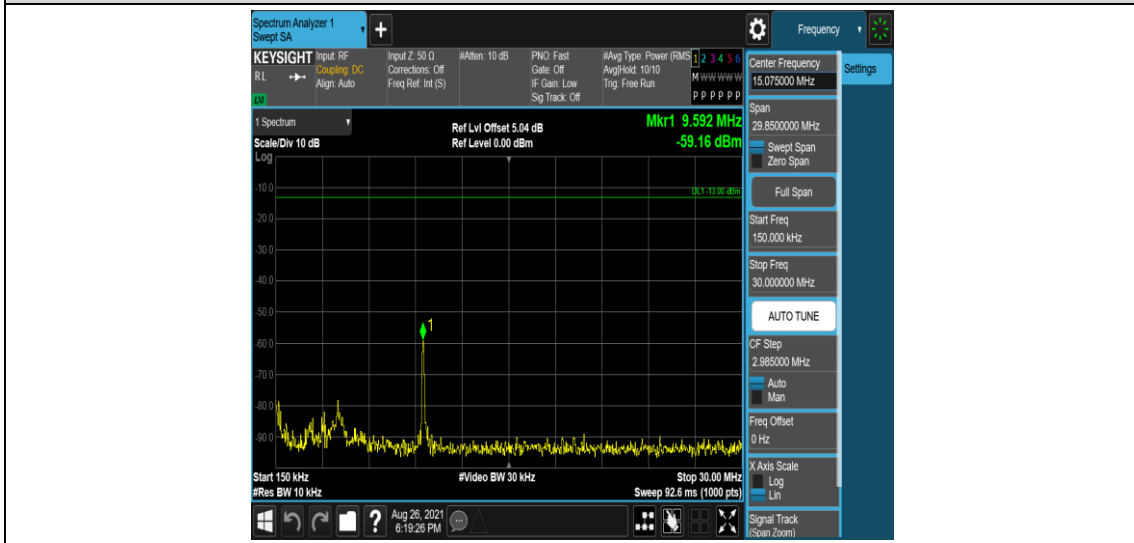 Spectrum Analyzer 1
Swept SA
+
Frequency
KEYSIGHT
RL
LXI
Input: RF
Coupling: DC
Align: Auto
Input Z: 50 Ω
Corrections: Off
Freq Ref: Int (S)
#Atten: 10 dB
PNO: Fast
Gate: Off
IF Gain: Low
Sig Track: Off
#Avg Type: Power (RMS
Avg|Hold: 10/10
Trig: Free Run
1 2 3 4 5 6
M W W W W W
P P P P P P
1 Spectrum
Scale/Div 10 dB
Log
Ref Lvl Offset 5.04 dB
Ref Level 0.00 dBm
Mkr1 9.592 MHz
-59.16 dBm
DL1 -13.00 dBm
-10.0
-20.0
-30.0
-40.0
-50.0
1
-60.0
-70.0
-80.0
-90.0
Start 150 kHz
#Res BW 10 kHz
#Video BW 30 kHz
Stop 30.00 MHz
Sweep 92.6 ms (1000 pts)
?
Aug 26, 2021
6:19:26 PM
Center Frequency
15.075000 MHz
Settings
Span
29.8500000 MHz
Swept Span
Zero Span
Full Span
Start Freq
150.000 kHz
Stop Freq
30.000000 MHz
AUTO TUNE
CF Step
2.985000 MHz
Auto
Man
Freq Offset
0 Hz
X Axis Scale
Log
Lin
Signal Track
(Span Zoom)